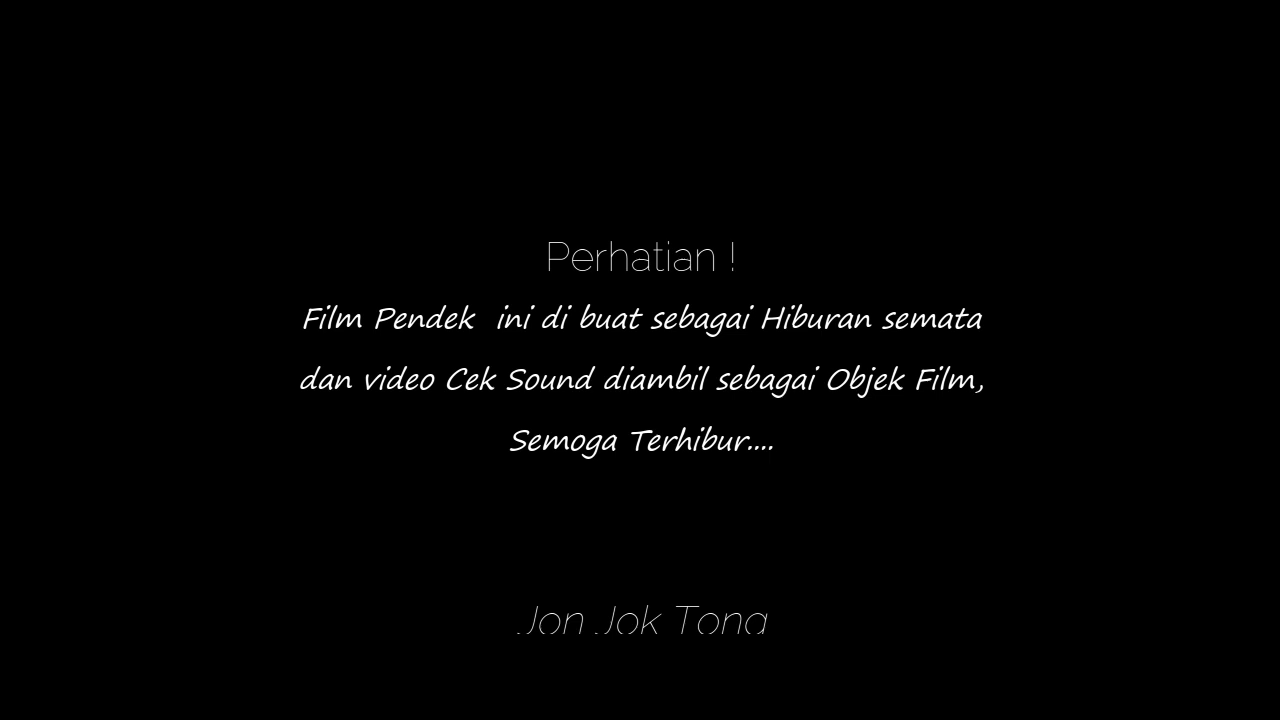 Perhatian !
Film Pendek ini di buat sebagai Hiburan semata
dan video Cek Sound diambil sebagai Objek Film,
Semoga Terhibur....
Jon Jok Tong